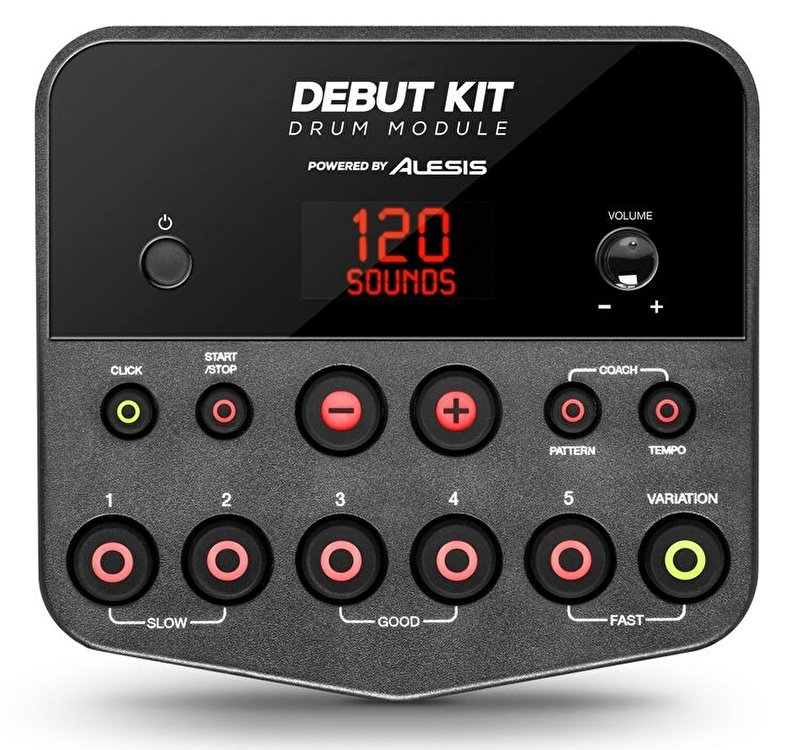 DEBUT KIT
DRUM MODULE
POWERED BY ALESIS
120
SOUNDS
VOLUME
− +
CLICK
START
/STOP
− +
COACH
PATTERN
TEMPO
1 2 3 4 5 VARIATION
SLOW GOOD FAST